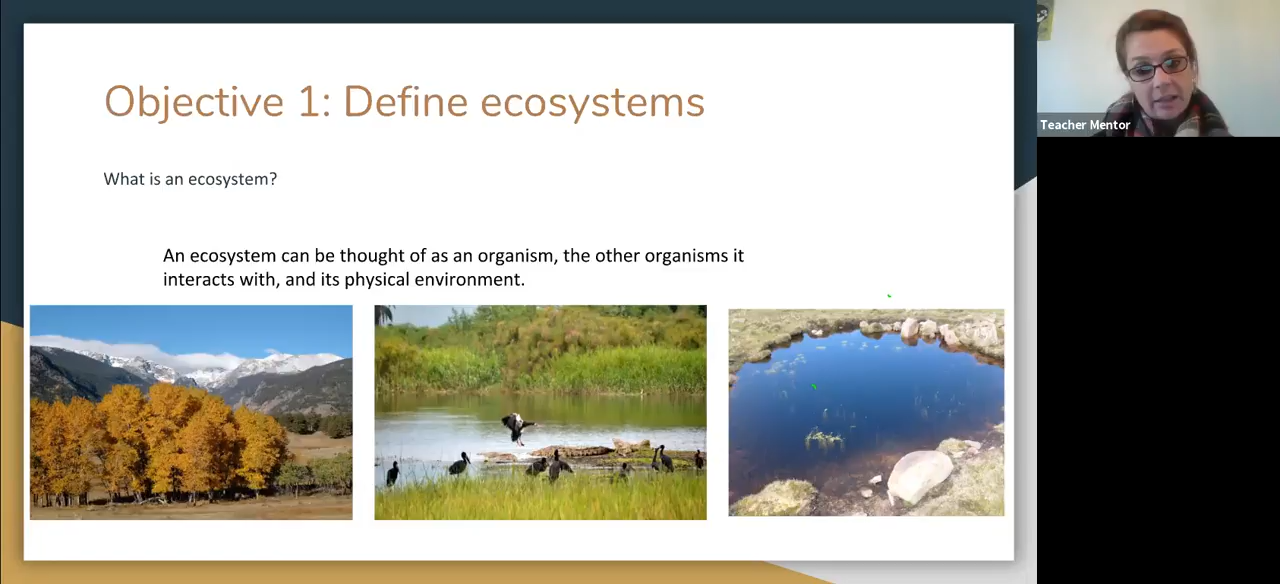 Objective 1: Define ecosystems
What is an ecosystem?
An ecosystem can be thought of as an organism, the other organisms it
interacts with, and its physical environment.
Teacher Mentor